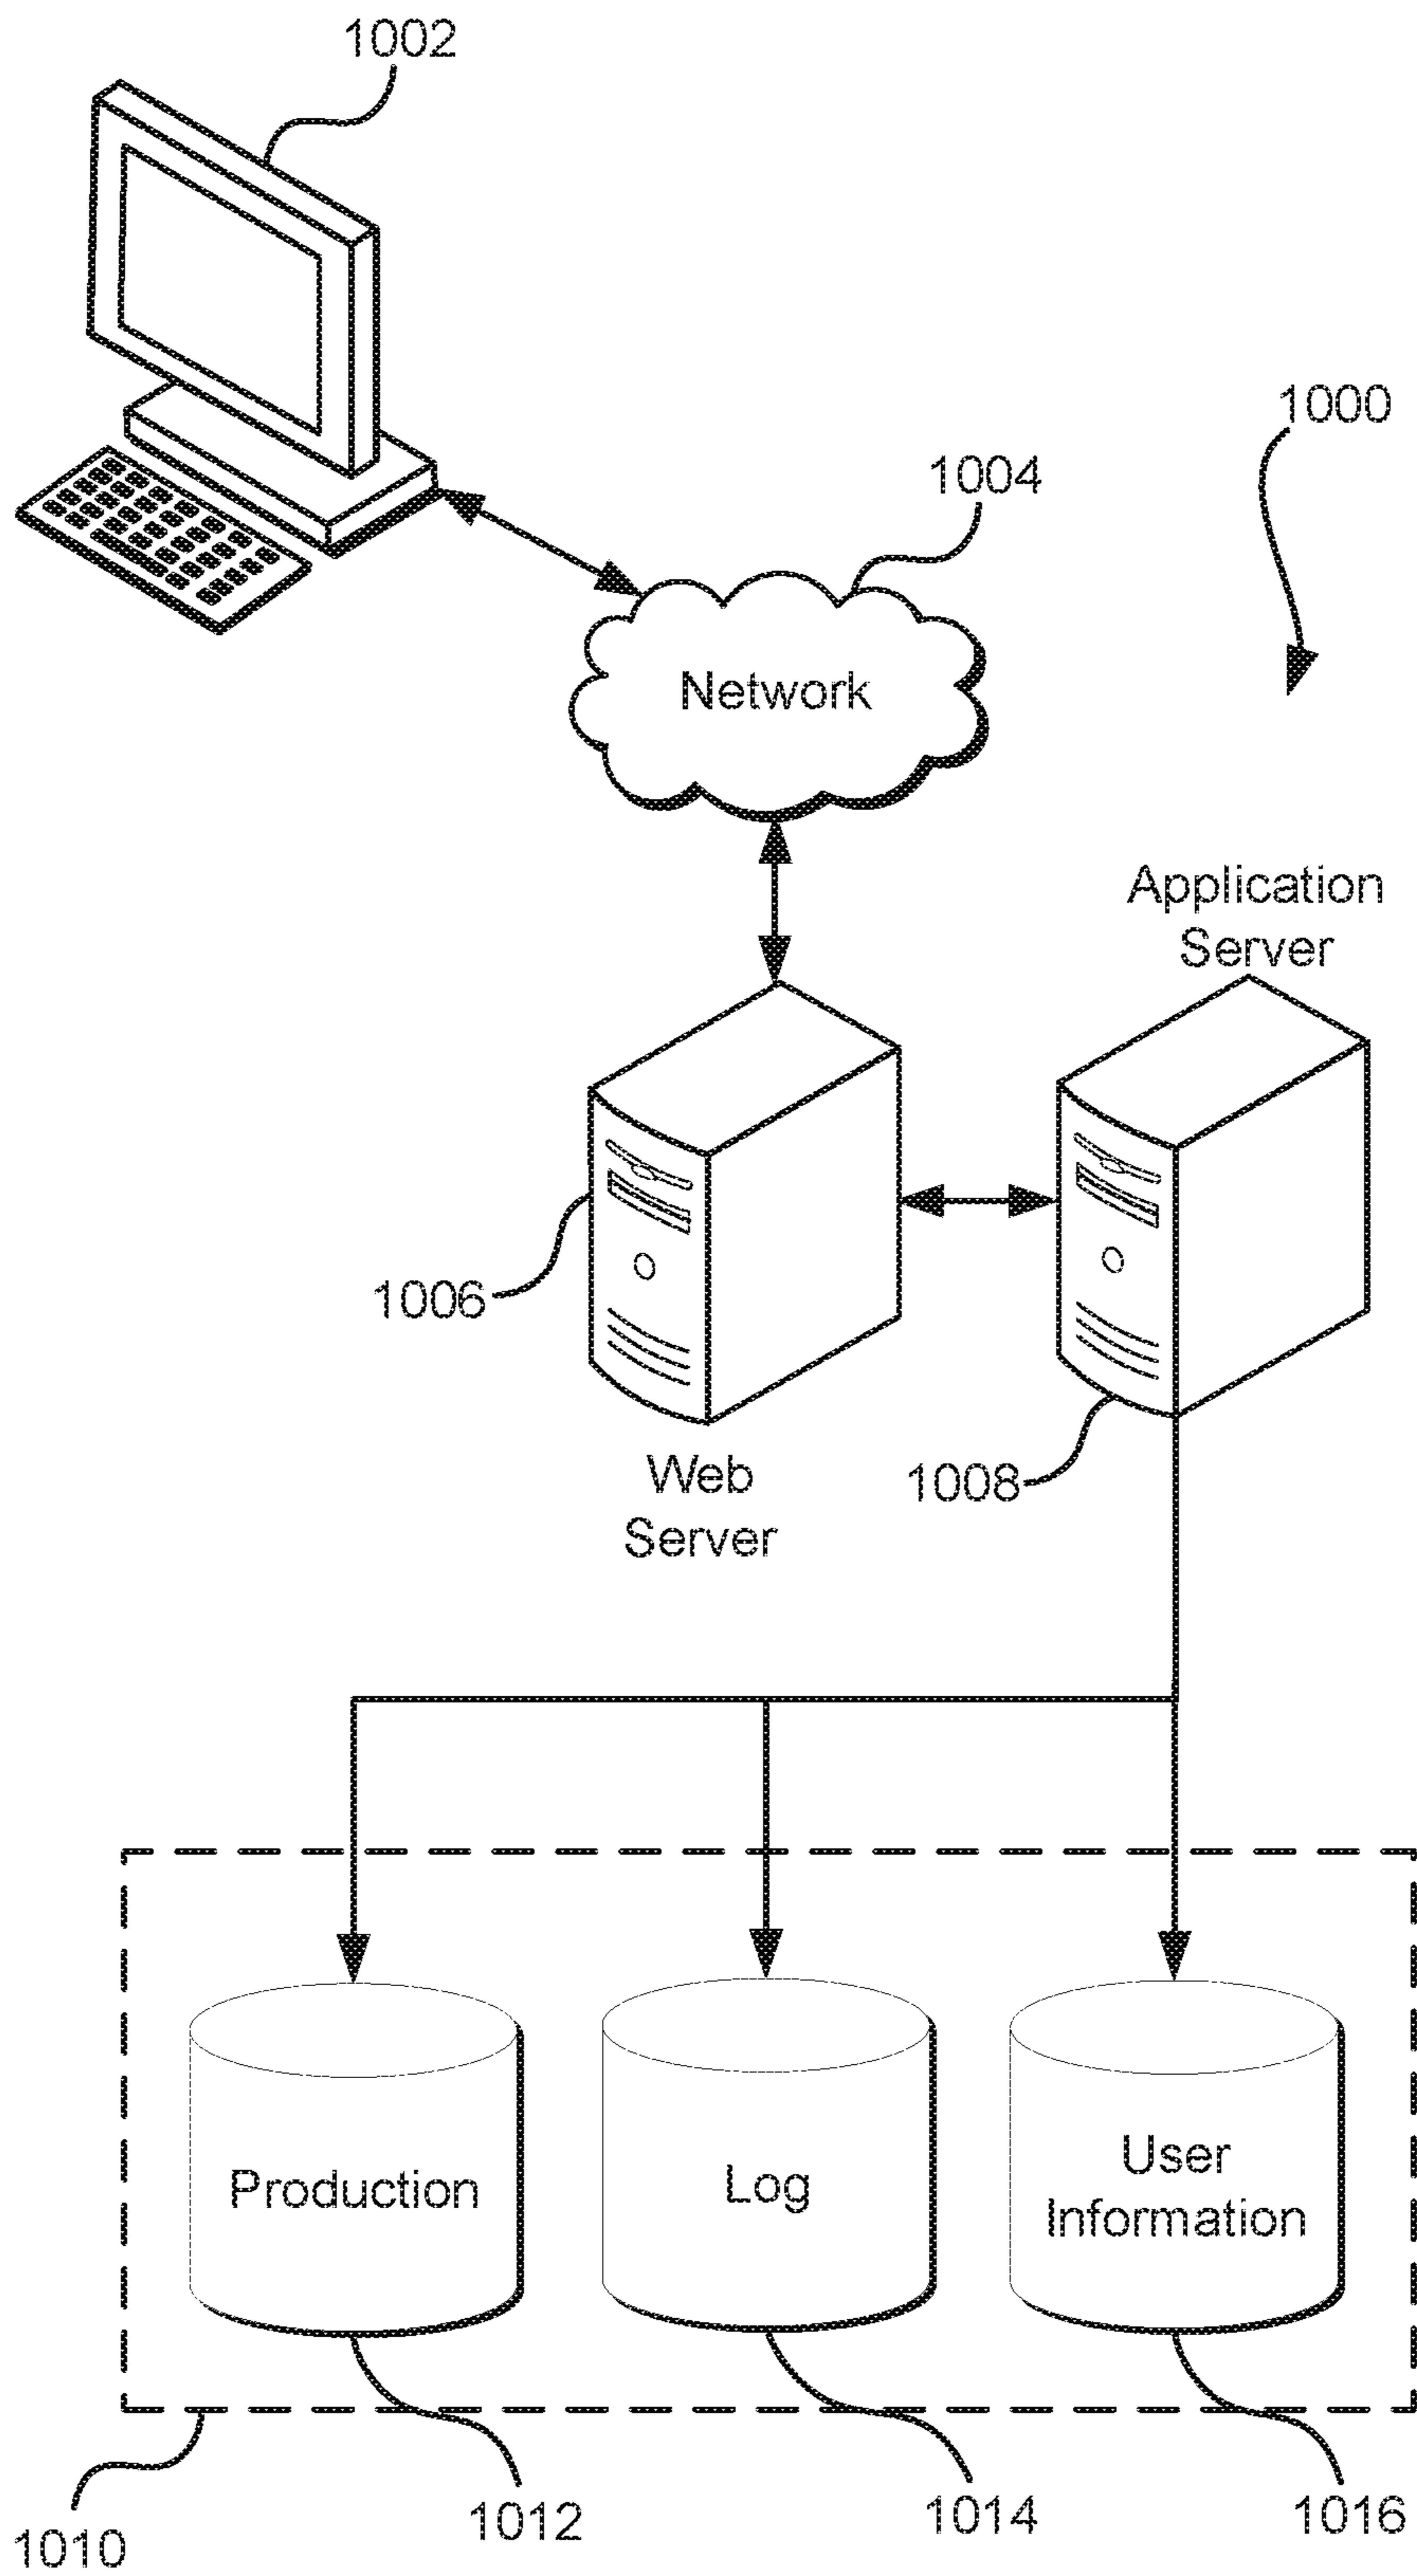 1002
1000
1004
Network
Application
Server
1006
Web
Server
1008
Production
Log
User
Information
1010
1012
1014
1016